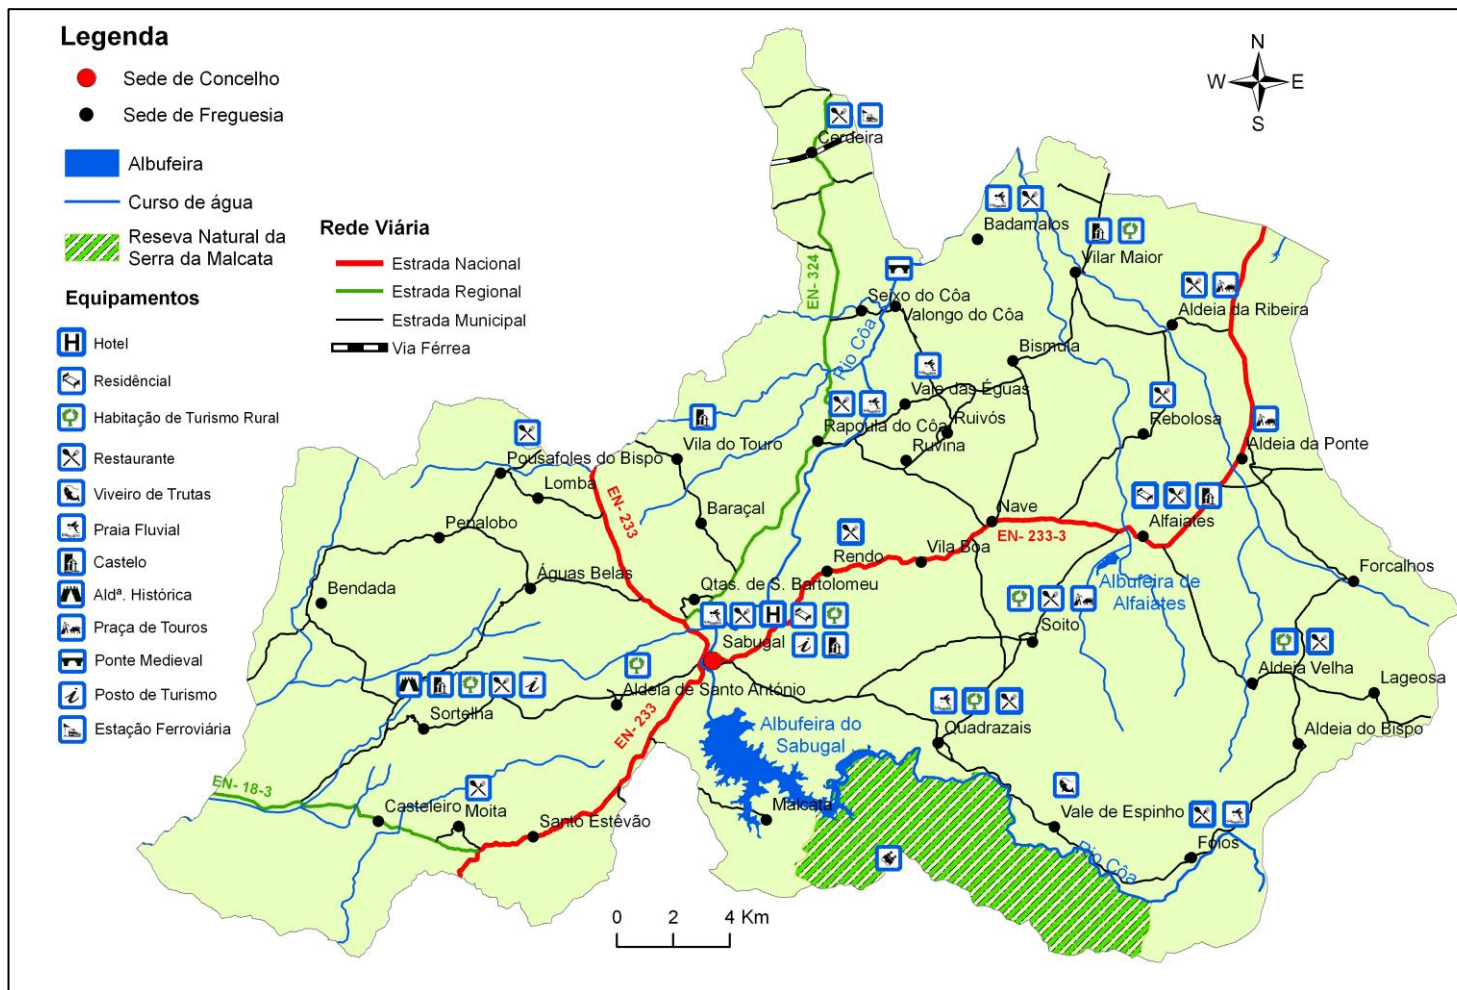 Legenda
Sede de Concelho
Sede de Freguesia
Albufeira
Curso de água
Reseva Natural da
Serra da Malcata
Equipamentos
Hotel
Residêncial
Habitação de Turismo Rural
Restaurante
Viveiro de Trutas
Praia Fluvial
Castelo
Aldª. Histórica
Praça de Touros
Ponte Medieval
Posto de Turismo
Estação Ferroviária
Rede Viária
Estrada Nacional
Estrada Regional
Estrada Municipal
Via Férrea
N
W
E
S
Cerdeira
EN- 324
Badamalos
Vilar Maior
Seixo do Côa
Valongo do Côa
Aldeia da Ribeira
Rio Côa
Bismula
Vale das Éguas
Rapoula do Côa
Ruivós
Ruvina
Rebolosa
Aldeia da Ponte
Vila do Touro
Pousafoles do Bispo
Lomba
EN- 233
Baraçal
Penalobo
Nave
EN- 233-3
Alfaiates
Rendo
Vila Boa
Águas Belas
Bendada
Qtas. de S. Bartolomeu
Albufeira de
Alfaiates
Forcalhos
Sabugal
Soito
Aldeia Velha
Lageosa
Aldeia de Santo António
Sortelha
EN- 233
Albufeira do
Sabugal
Quadrazais
Aldeia do Bispo
EN- 18-3
Casteleiro
Moita
Santo Estêvão
Malcata
Vale de Espinho
Rio Côa
Foios
0 2 4 Km
H
H
i
i
i